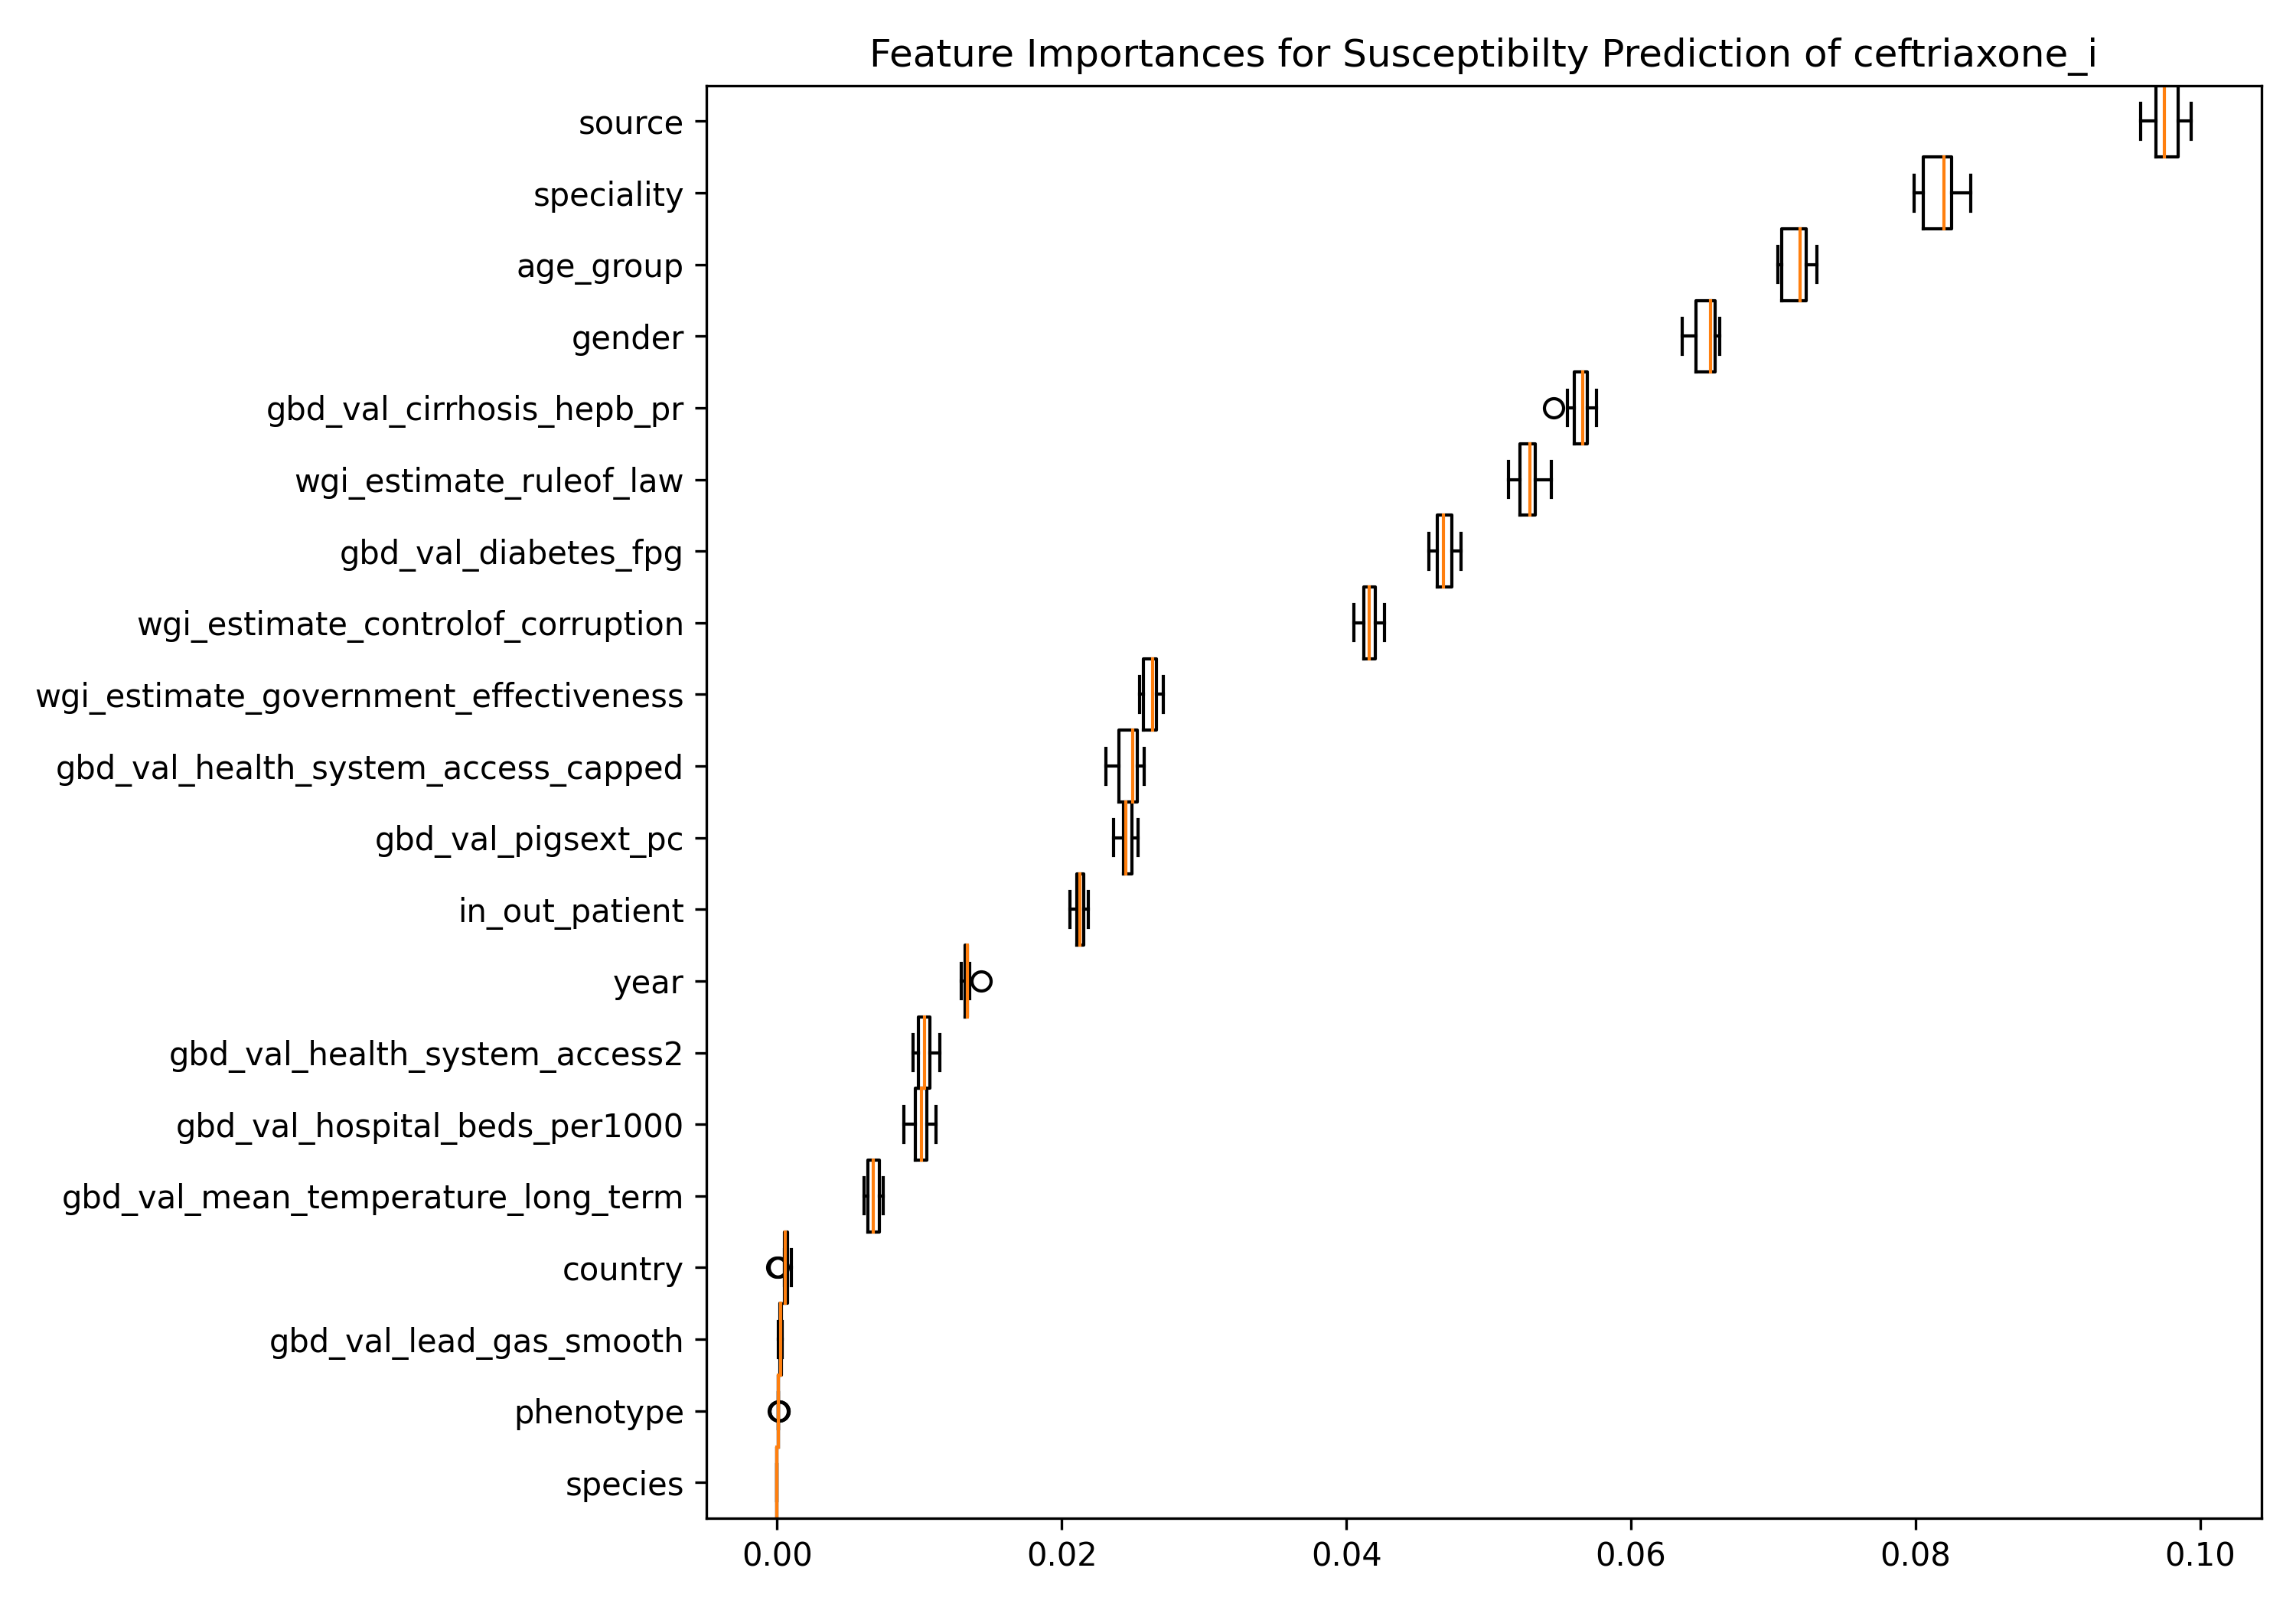 Feature Importances for Susceptibilty Prediction of ceftriaxone_i
source
speciality
age_group
gender
gbd_val_cirrhosis_hepb_pr
wgi_estimate_ruleof_law
gbd_val_diabetes_fpg
wgi_estimate_controlof_corruption
wgi_estimate_government_effectiveness
gbd_val_health_system_access_capped
gbd_val_pigsext_pc
in_out_patient
year
gbd_val_health_system_access2
gbd_val_hospital_beds_per1000
gbd_val_mean_temperature_long_term
country
gbd_val_lead_gas_smooth
phenotype
species
0.00 0.02 0.04 0.06 0.08 0.10